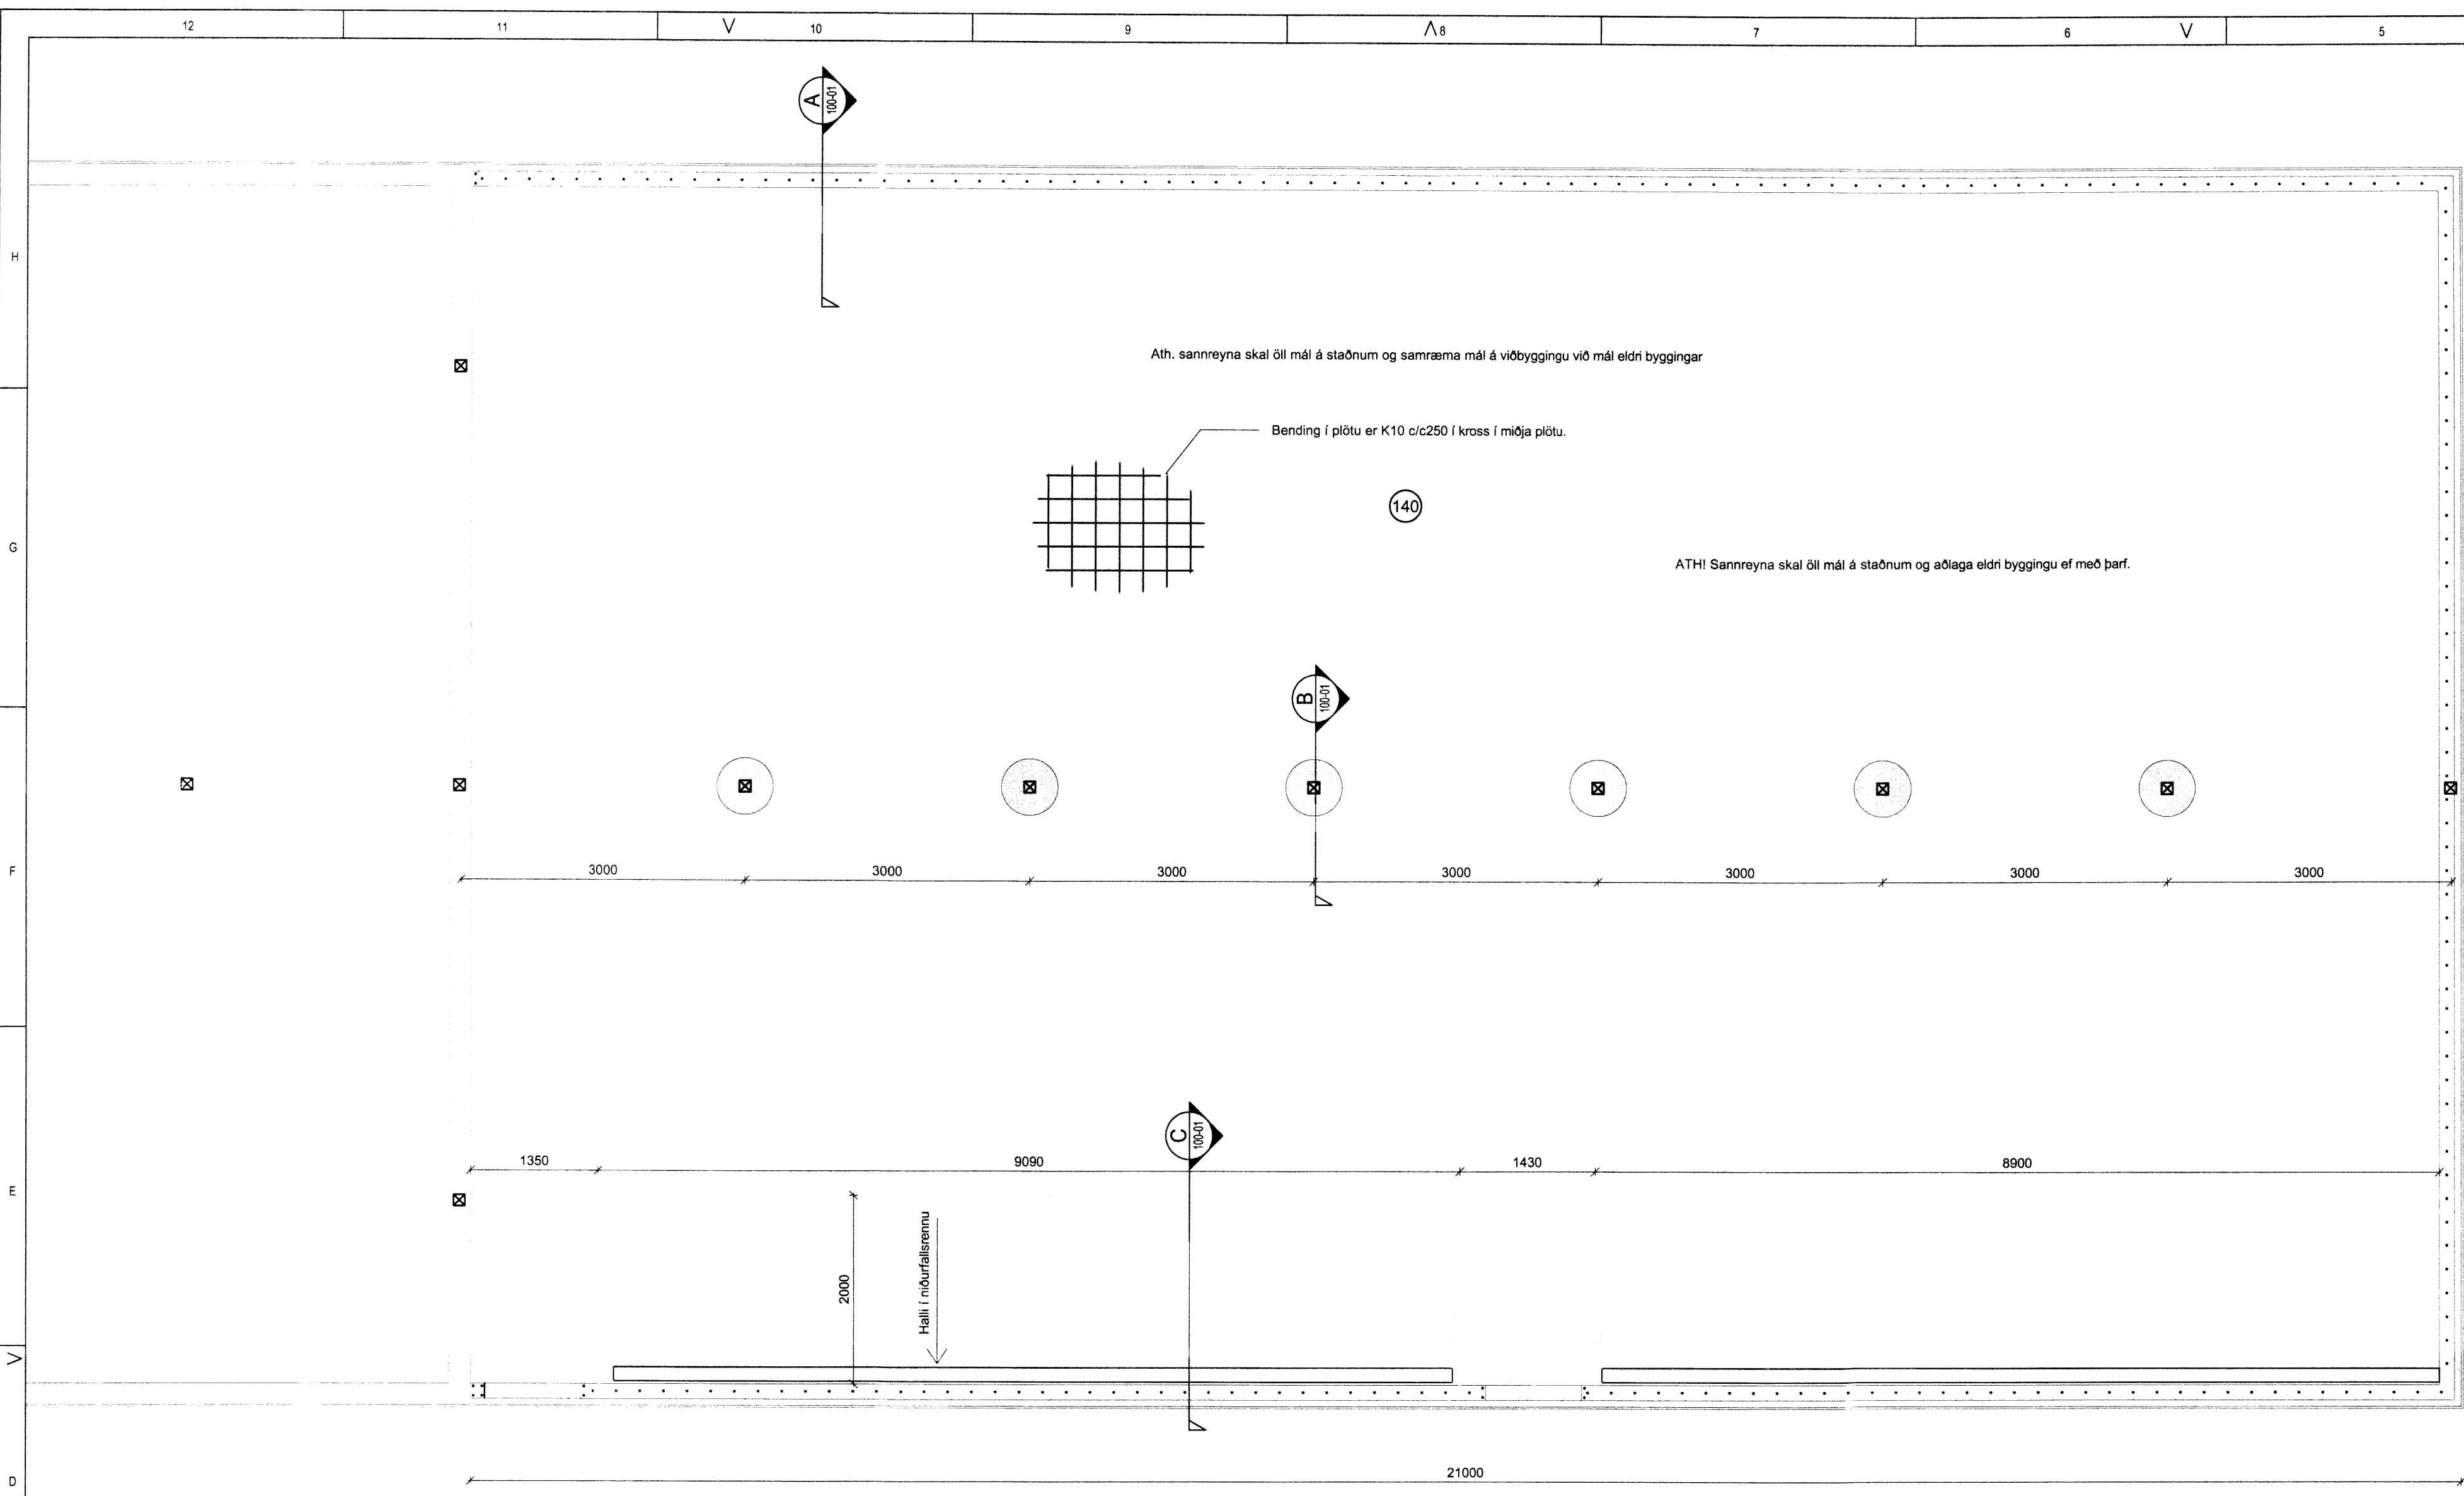 12 11 10 9 8 7 6 5
A
100-01
H
Ath. sannreyna skal öll mál á staðnum og samræma mál á viðbyggingu við mál eldri byggingar
Bending í plötu er K10 c/c250 í kross í miðja plötu.
140
G
ATH! Sannreyna skal öll mál á staðnum og aðlaga eldri byggingu ef með þarf.
B
100-01
F
3000 3000 3000 3000 3000 3000 3000
C
100-01
1350 9090 1430 8900
E
2000
Halli í niðurfallsrennu
21000
D